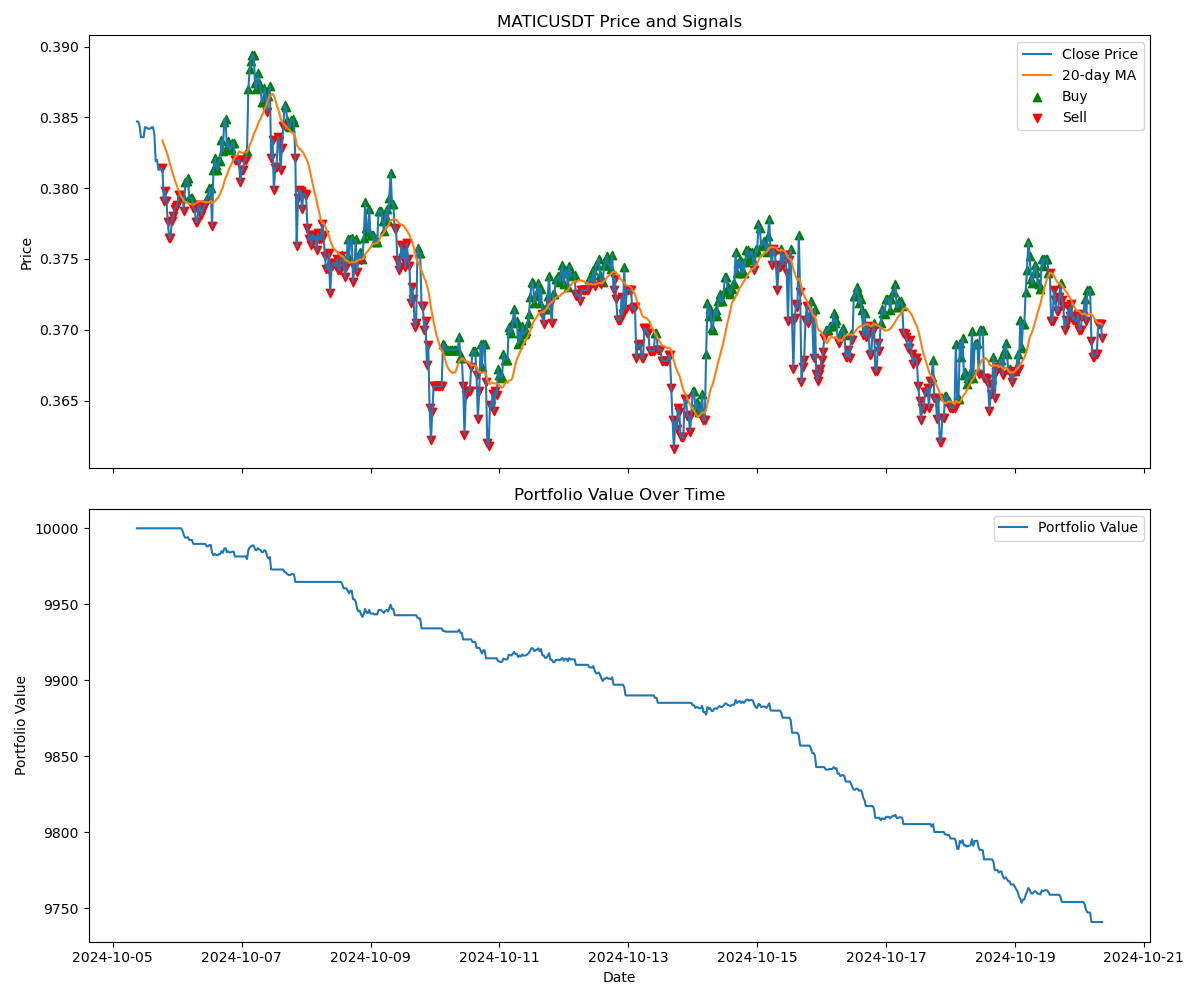 MATICUSDT Price and Signals
Price
0.390
0.385
0.380
0.375
0.370
0.365
Close Price
20-day MA
Buy
Sell
Portfolio Value Over Time
Portfolio Value
10000
9950
9900
9850
9800
9750
Portfolio Value
2024-10-05
2024-10-07
2024-10-09
2024-10-11
2024-10-13
2024-10-15
2024-10-17
2024-10-19
2024-10-21
Date